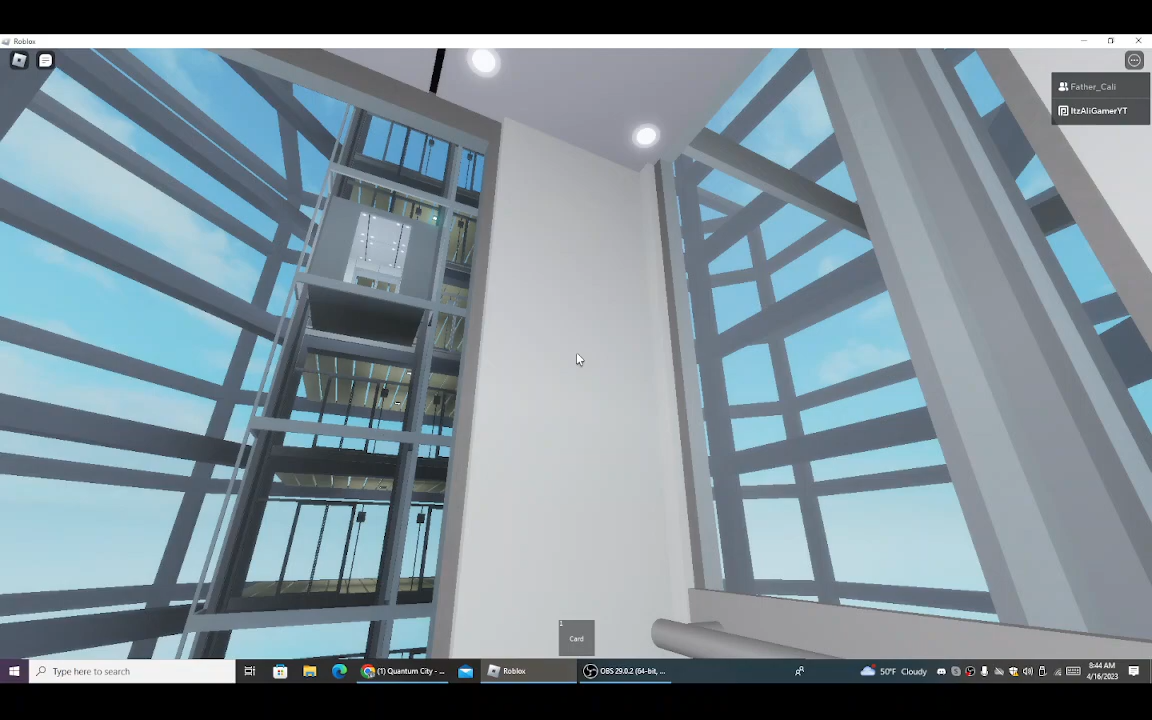 Roblox
Father_Cali
ItzAliGamerYT
1
Card
Type here to search
(1) Quantum City - ...
Roblox
OBS 29.0.2 (64-bit, ...
50°F Cloudy
8:44 AM
4/16/2023